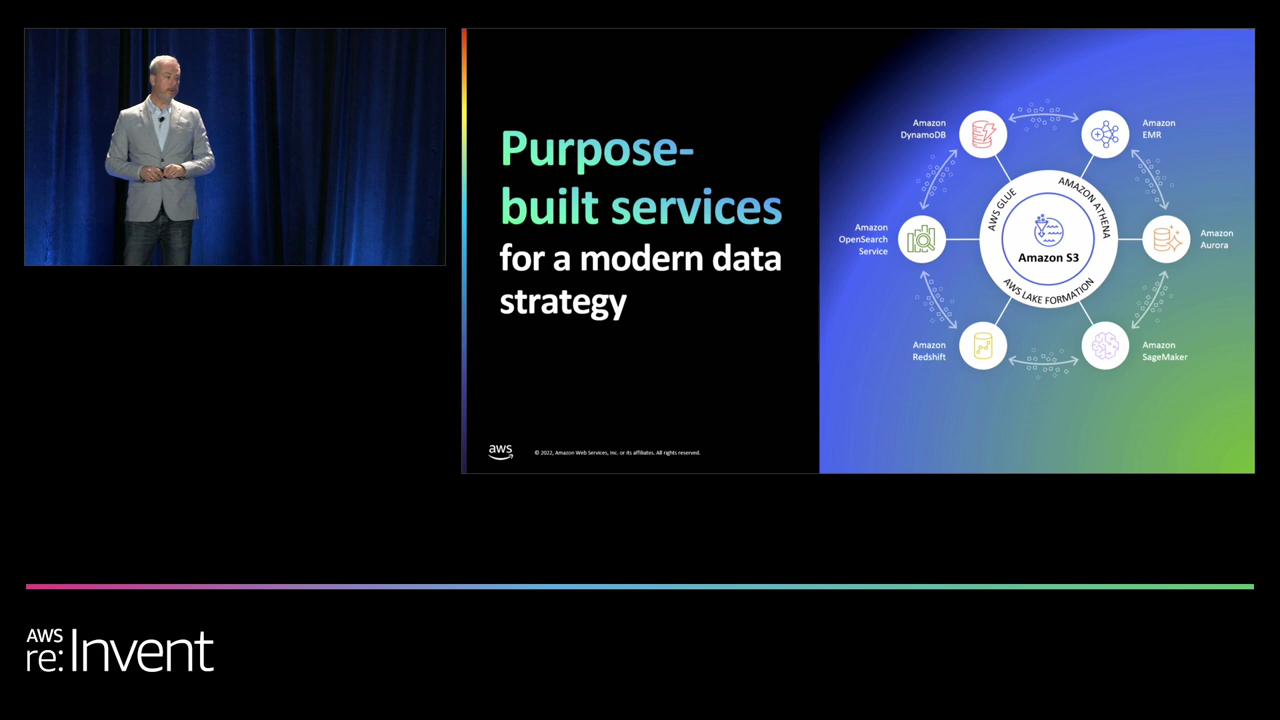 Purpose-
built services
for a modern data
strategy
aws
© 2022, Amazon Web Services, Inc. or its affiliates. All rights reserved.
Amazon
DynamoDB
Amazon
EMR
Amazon
OpenSearch
Service
AWS GLUE
AMAZON ATHENA
Amazon S3
AWS LAKE FORMATION
Amazon
Aurora
Amazon
Redshift
Amazon
SageMaker
AWS
re:Invent